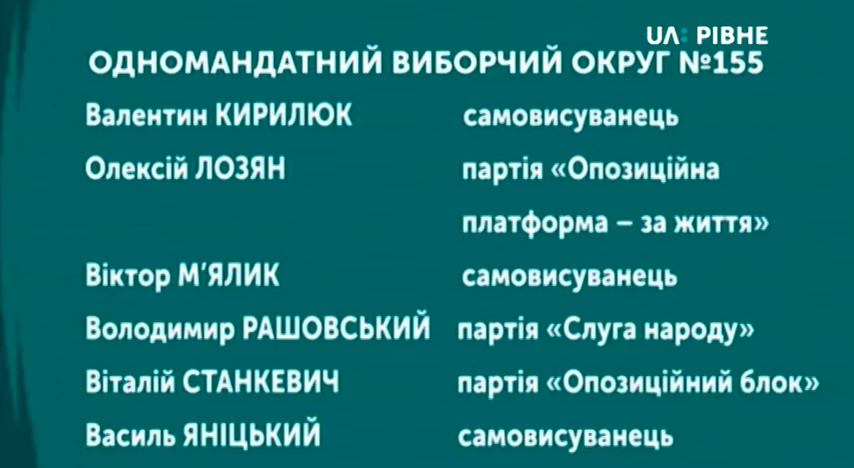 UA: РІВНЕ
ОДНОМАНДАТНИЙ ВИБОРЧИЙ ОКРУГ №155
Валентин КИРИЛЮК самовисуванець
Олексій ЛОЗЯН партія «Опозиційна
платформа – за життя»
Віктор М'ЯЛИК самовисуванець
Володимир РАШОВСЬКИЙ партія «Слуга народу»
Віталій СТАНКЕВИЧ партія «Опозиційний блок»
Василь ЯНІЦЬКИЙ самовисуванець